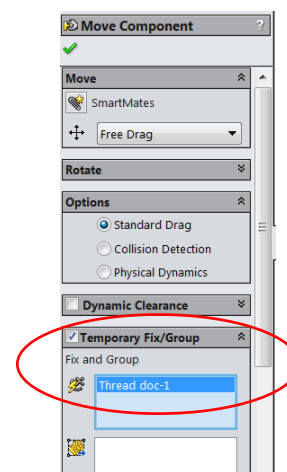 Move Component ?
Move
SmartMates
Free Drag
Rotate
Options
Standard Drag
Collision Detection
Physical Dynamics
Dynamic Clearance
Temporary Fix/Group
Fix and Group
Thread doc-1